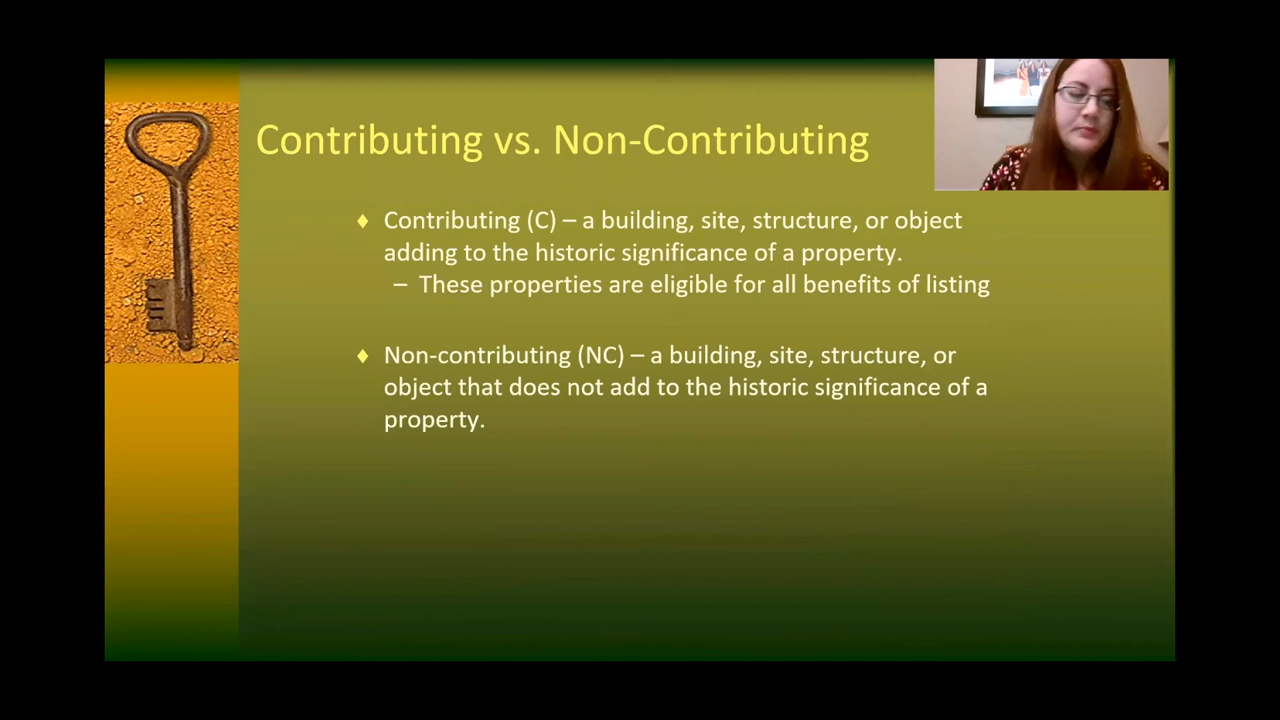 Contributing vs. Non-Contributing
♦ Contributing (C) – a building, site, structure, or object
adding to the historic significance of a property.
– These properties are eligible for all benefits of listing
♦ Non-contributing (NC) – a building, site, structure, or
object that does not add to the historic significance of a
property.